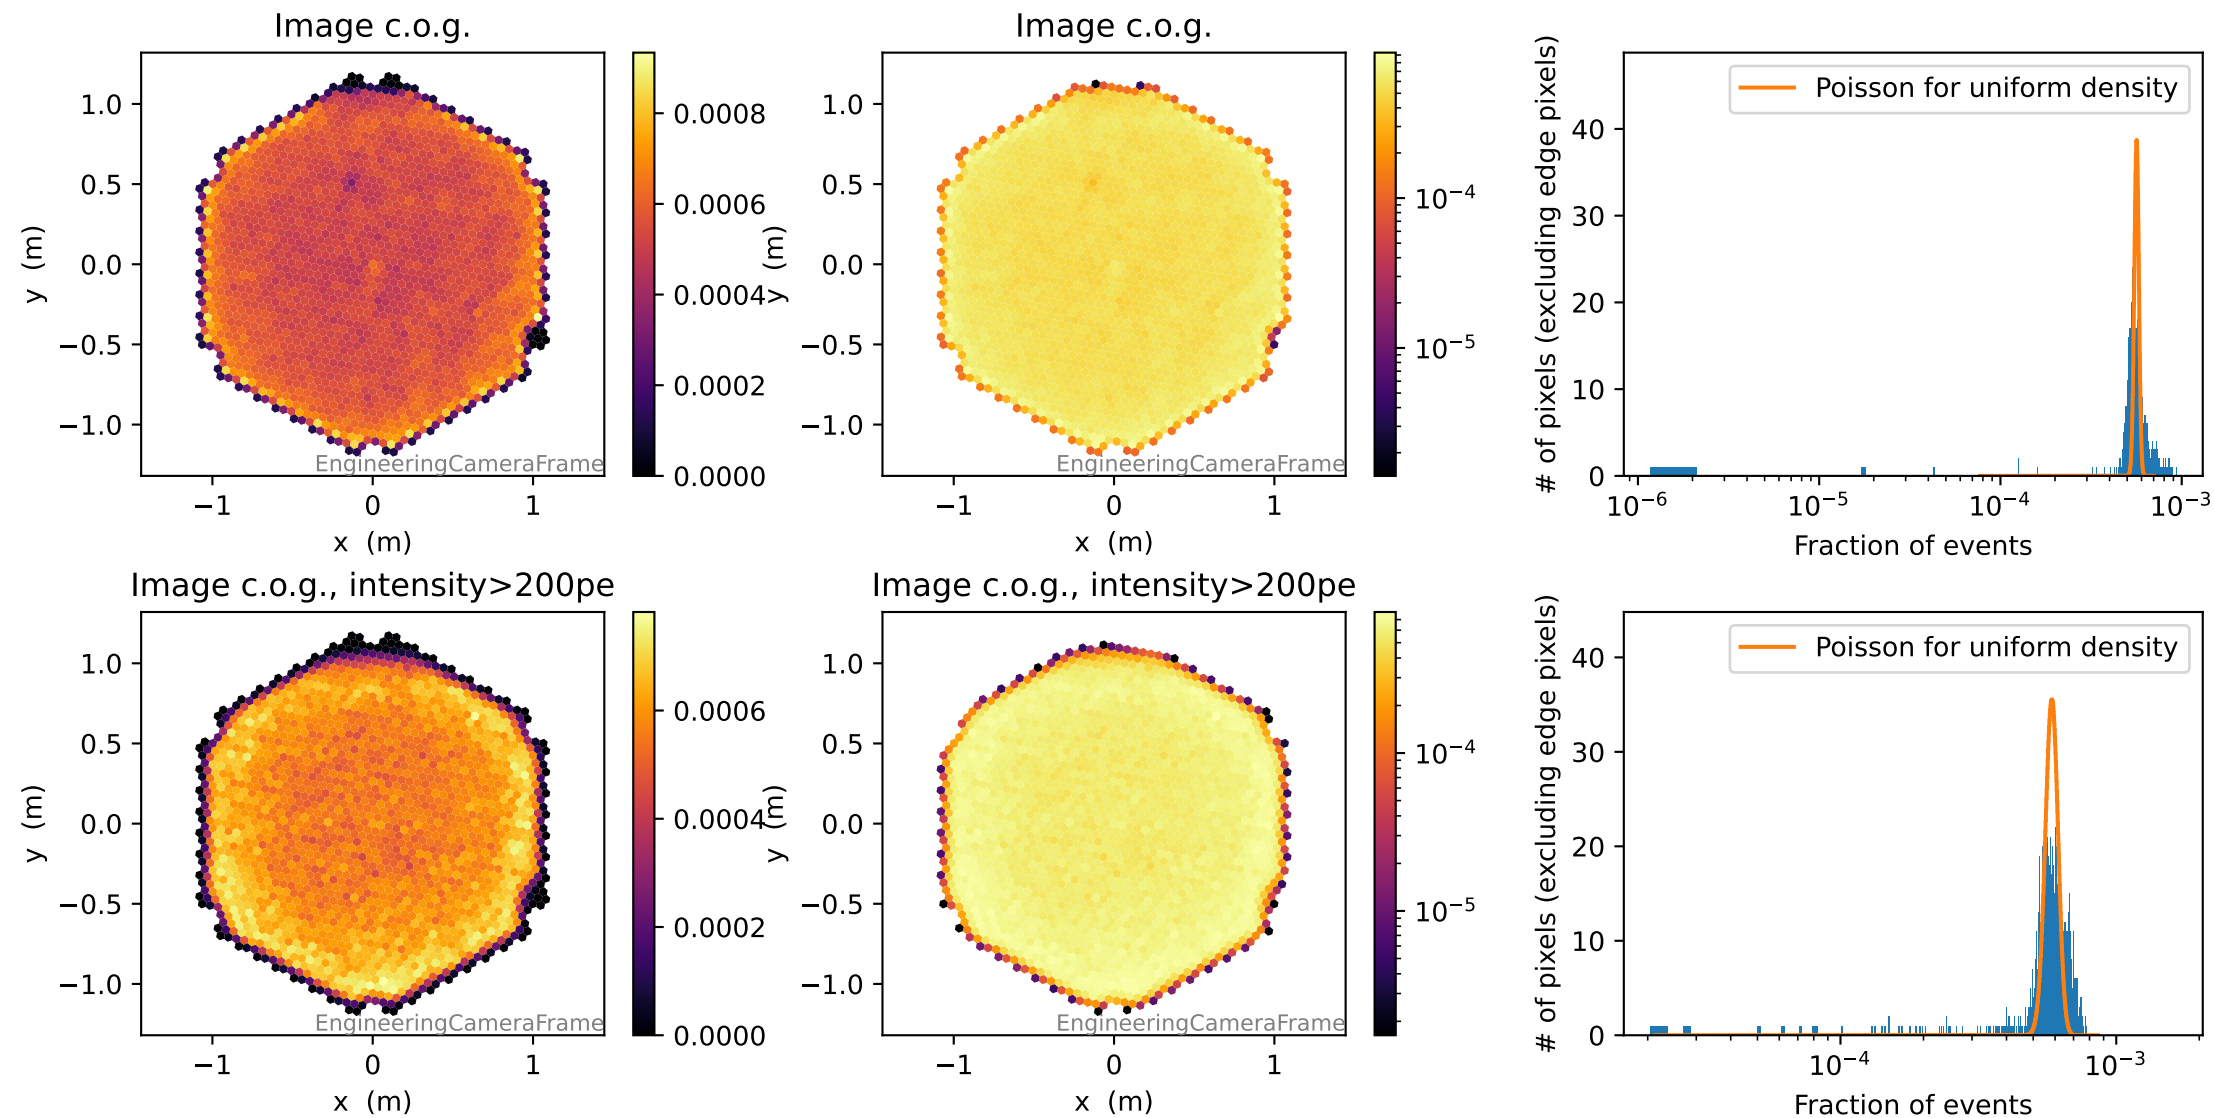 Image c.o.g.
1.0
0.5
0.0
−0.5
−1.0
y (m)
−1
0
1
x (m)
EngineeringCameraFrame
0.0008
0.0006
0.0004
0.0002
0.0000
Image c.o.g.
1.0
0.5
0.0
−0.5
−1.0
y (m)
−1
0
1
x (m)
EngineeringCameraFrame
10⁻⁴
10⁻⁵
# of pixels (excluding edge pixels)
40
30
20
10
0
Poisson for uniform density
10⁻⁶
10⁻⁵
10⁻⁴
10⁻³
Fraction of events
Image c.o.g., intensity>200pe
1.0
0.5
0.0
−0.5
−1.0
y (m)
−1
0
1
x (m)
EngineeringCameraFrame
0.0006
0.0004
0.0002
0.0000
Image c.o.g., intensity>200pe
1.0
0.5
0.0
−0.5
−1.0
y (m)
−1
0
1
x (m)
EngineeringCameraFrame
10⁻⁴
10⁻⁵
# of pixels (excluding edge pixels)
40
30
20
10
0
Poisson for uniform density
10⁻⁴
10⁻³
Fraction of events